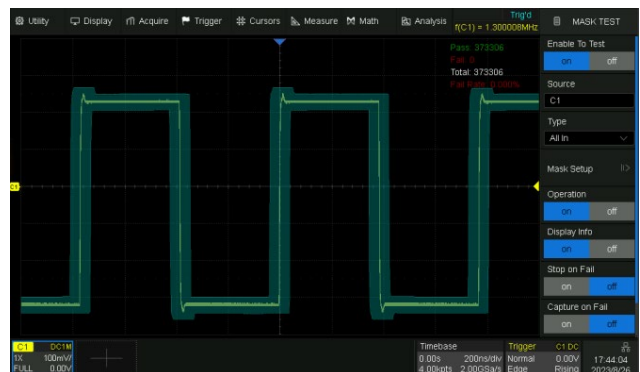 Utility Display Acquire Trigger Cursors Measure Math Analysis
Trig'd
f(C1) = 1.300008MHz
MASK TEST
Pass: 373306
Fail: 0
Total: 373306
Fail Rate: 0.000%
Enable To Test
on off
Source
C1
Type
All In
Mask Setup
Operation
on off
Display Info
on off
Stop on Fail
on off
Capture on Fail
on off
C1
C1 DC1M
1X 100mV/
FULL 0.00V
Timebase
0.00s 200ns/div
4.00kpts 2.00GSa/s
Trigger C1 DC
Normal 0.00V
Edge Rising
17:44:04
2023/8/26